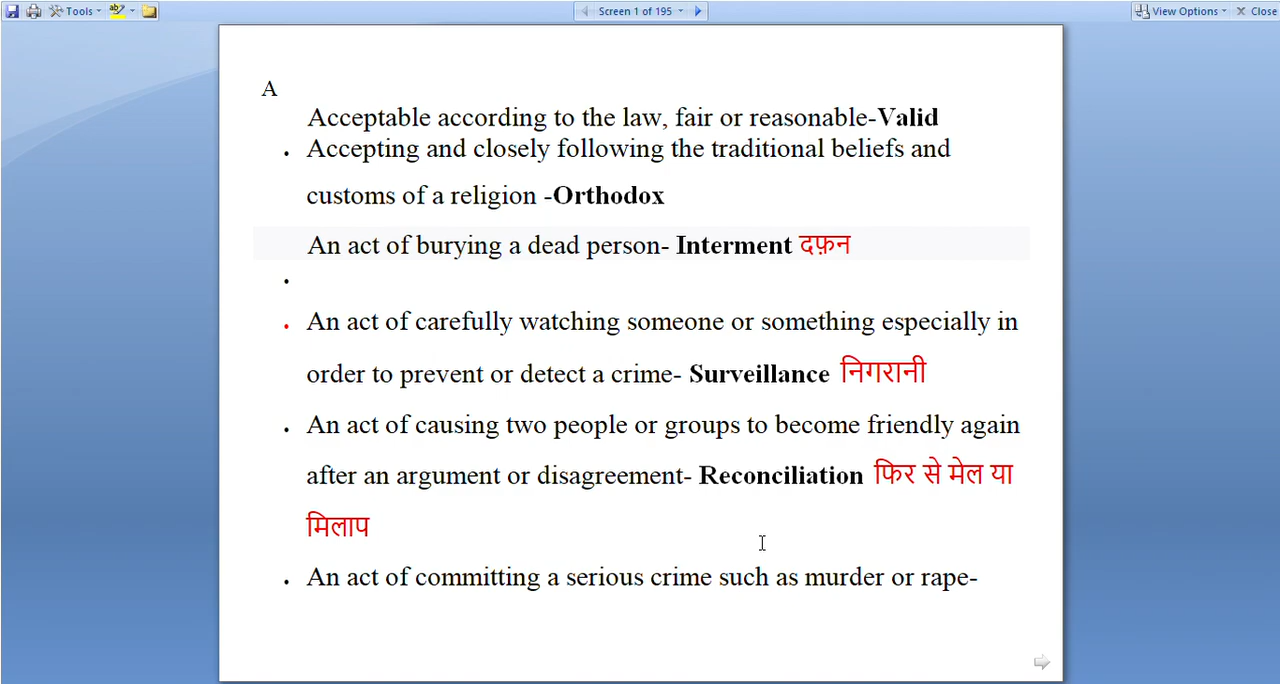 Tools
Screen 1 of 195
View Options
Close
A
Acceptable according to the law, fair or reasonable-Valid
• Accepting and closely following the traditional beliefs and
customs of a religion -Orthodox
An act of burying a dead person- Interment दफ़न
•
• An act of carefully watching someone or something especially in
order to prevent or detect a crime- Surveillance निगरानी
• An act of causing two people or groups to become friendly again
after an argument or disagreement- Reconciliation फिर से मेल या
मिलाप
• An act of committing a serious crime such as murder or rape-